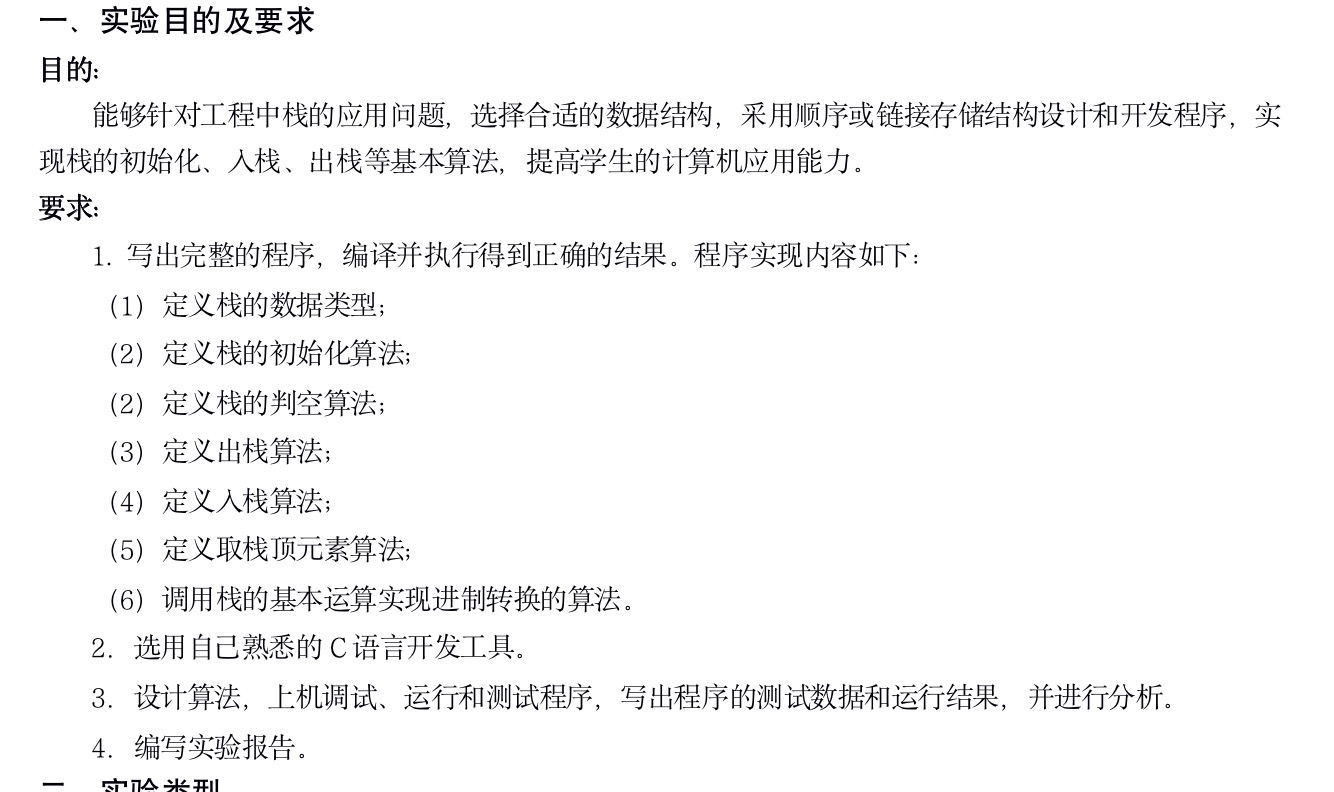 一、实验目的及要求
目的:
能够针对工程中栈的应用问题，选择合适的数据结构，采用顺序或链接存储结构设计和开发程序，实
现栈的初始化、入栈、出栈等基本算法，提高学生的计算机应用能力。
要求:
1. 写出完整的程序，编译并执行得到正确的结果。程序实现内容如下:
(1) 定义栈的数据类型;
(2) 定义栈的初始化算法;
(2) 定义栈的判空算法;
(3) 定义出栈算法;
(4) 定义入栈算法;
(5) 定义取栈顶元素算法;
(6) 调用栈的基本运算实现进制转换的算法。
2. 选用自己熟悉的 C 语言开发工具。
3. 设计算法，上机调试、运行和测试程序，写出程序的测试数据和运行结果，并进行分析。
4. 编写实验报告。
二、实验类型